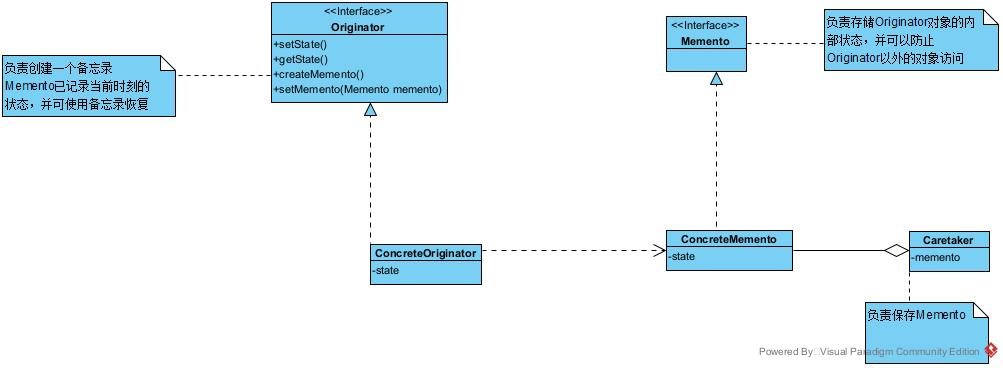 <<Interface>>
Originator
+setState()
+getState()
+createMemento()
+setMemento(Memento memento)
负责创建一个备忘录
Memento已记录当前时刻的
状态，并可使用备忘录恢复
<<Interface>>
Memento
负责存储Originator对象的内
部状态，并可以防止
Originator以外的对象访问
ConcreteOriginator
-state
ConcreteMemento
-state
Caretaker
-memento
负责保存Memento
Powered By Visual Paradigm Community Edition